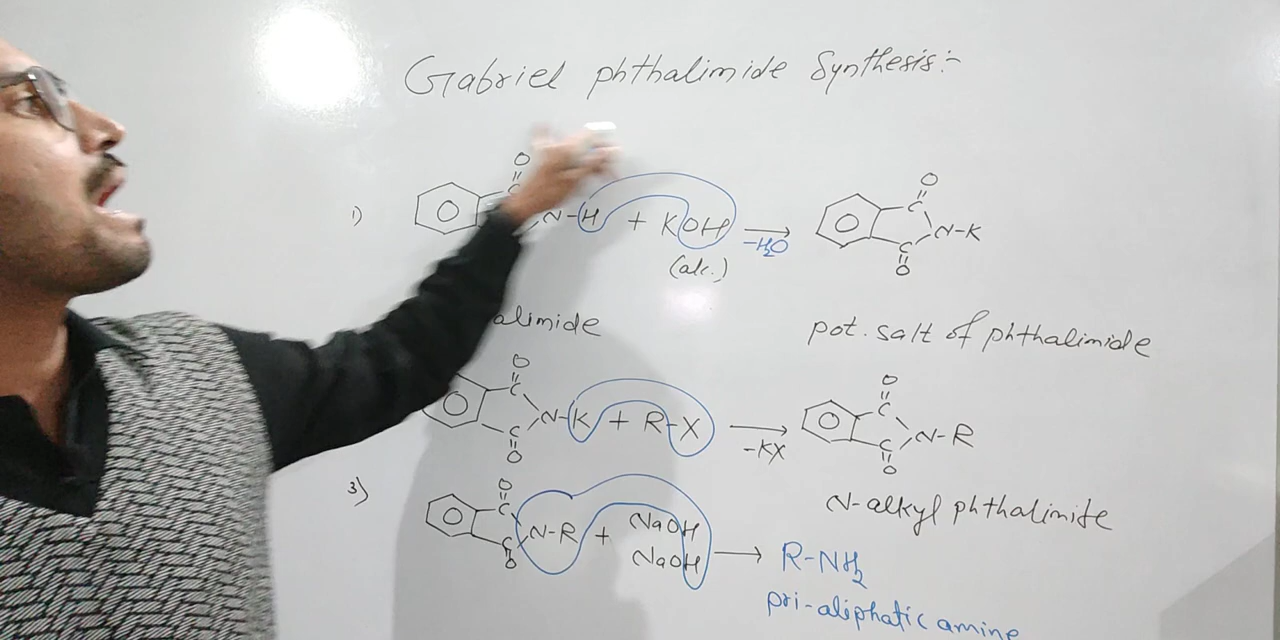 Gabriel phthalimide Synthesis:-
1)
O
C
N-H + KOH
-H2O
(alc.)
O
C
N-K
C
O
alimide
pot. salt of phthalimide
O
C
N-K + R-X
C
O
-KX
O
C
N-R
C
O
N-alkyl phthalimite
3)
O
C
N-R + NaOH
NaOH
C
O
R-NH2
pri-aliphatic amine